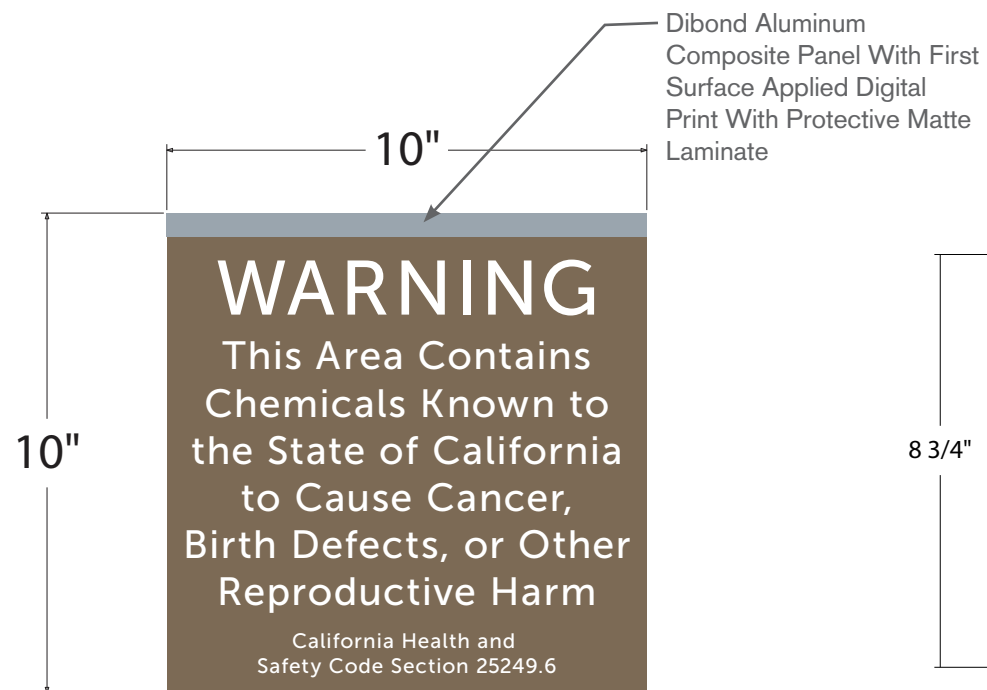 Dibond Aluminum
Composite Panel With First
Surface Applied Digital
Print With Protective Matte
Laminate
10"
10"
WARNING
This Area Contains
Chemicals Known to
the State of California
to Cause Cancer,
Birth Defects, or Other
Reproductive Harm
California Health and
Safety Code Section 25249.6
8 3/4"